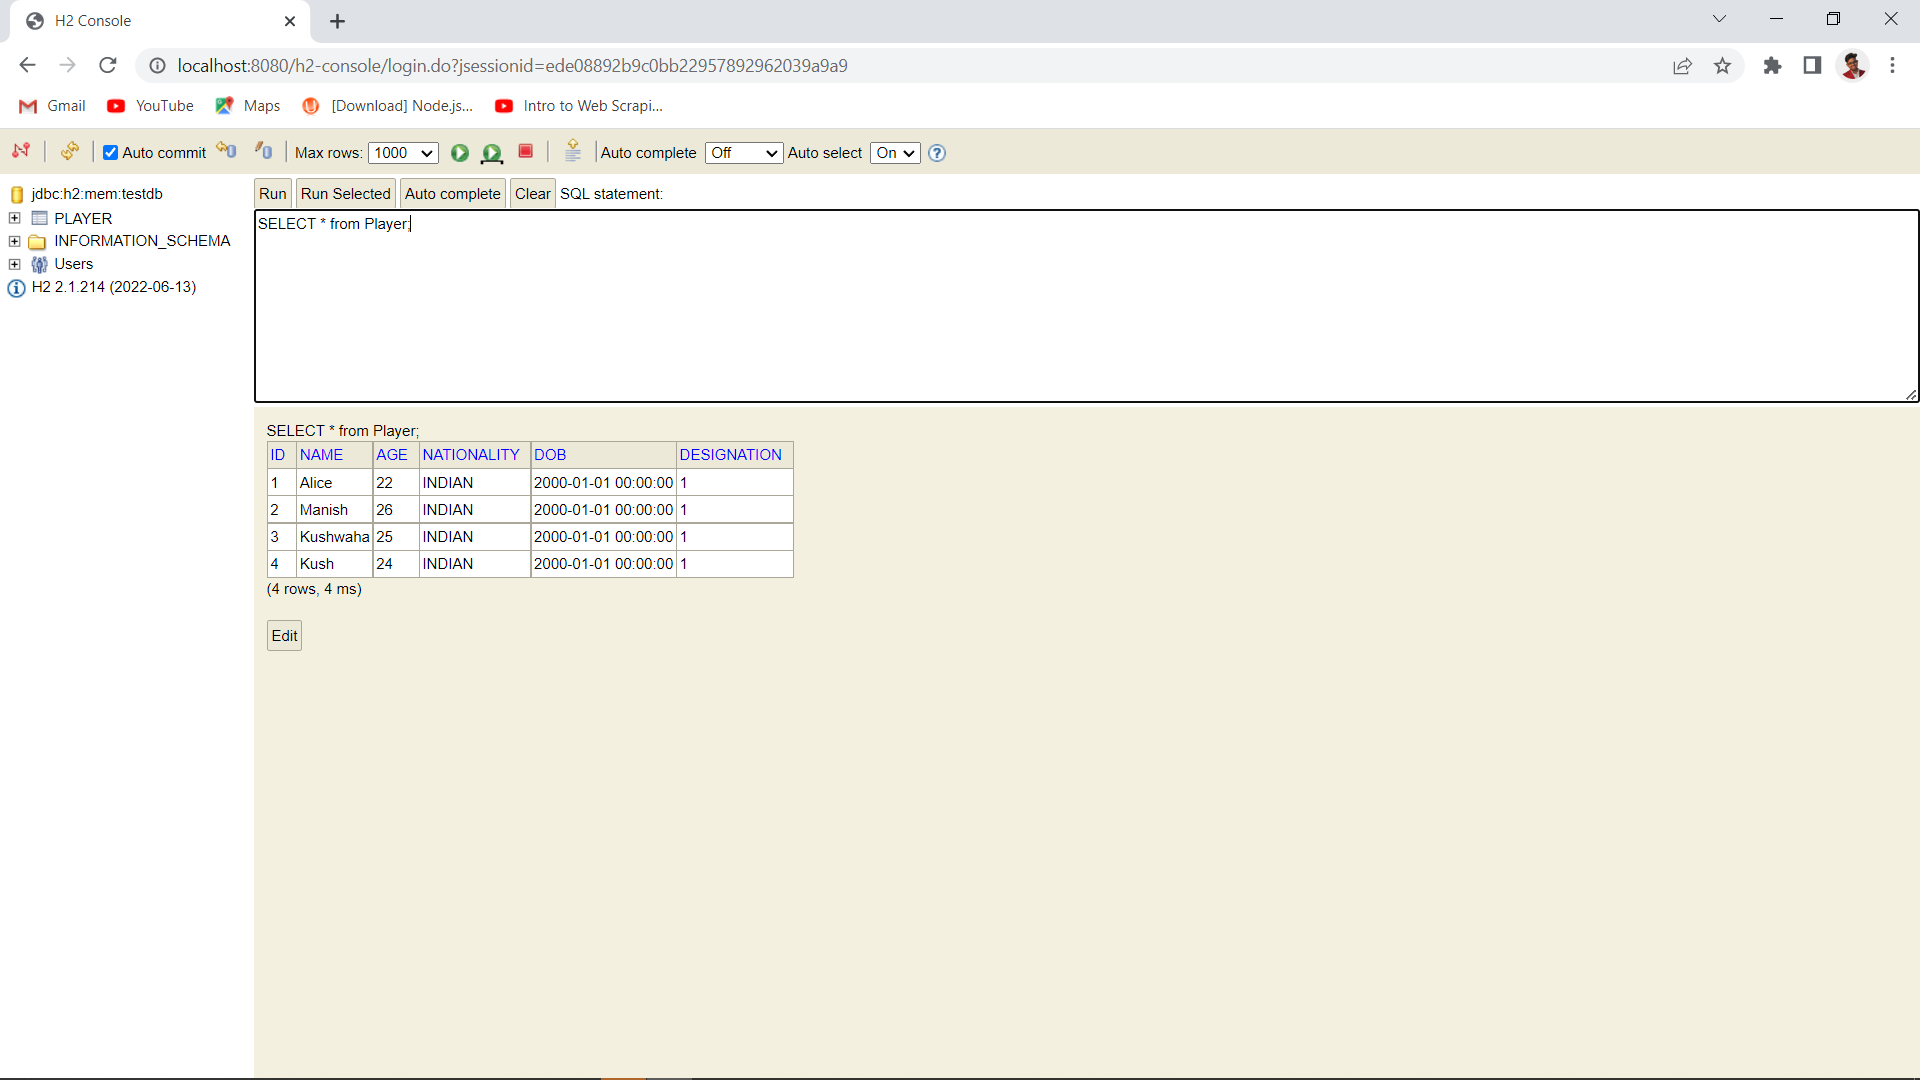 H2 Console
localhost:8080/h2-console/login.do?jsessionid=ede08892b9c0bb22957892962039a9a9
Gmail YouTube Maps [Download] Node.js... Intro to Web Scrapi...
Auto commit Max rows: 1000 Auto complete Off Auto select On
jdbc:h2:mem:testdb
PLAYER
INFORMATION_SCHEMA
Users
H2 2.1.214 (2022-06-13)
Run Run Selected Auto complete Clear SQL statement:
SELECT * from Player;
SELECT * from Player;
ID NAME AGE NATIONALITY DOB DESIGNATION
1 Alice 22 INDIAN 2000-01-01 00:00:00 1
2 Manish 26 INDIAN 2000-01-01 00:00:00 1
3 Kushwaha 25 INDIAN 2000-01-01 00:00:00 1
4 Kush 24 INDIAN 2000-01-01 00:00:00 1
(4 rows, 4 ms)
Edit